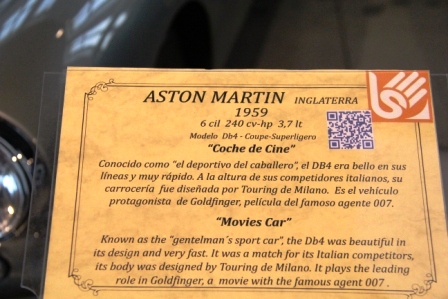 ASTON MARTIN INGLATERRA
1959
6 cil 240 cv-hp 3,7 lt
Modelo Db4 - Coupe-Superligero
"Coche de Cine"
Conocido como "el deportivo del caballero", el DB4 era bello en sus
líneas y muy rápido. A la altura de sus competidores italianos, su
carrocería fue diseñada por Touring de Milano. Es el vehículo
protagonista de Goldfinger, película del famoso agente 007.
"Movies Car"
Known as the "gentelman´s sport car", the Db4 was beautiful in
its design and very fast. It was a match for its Italian competitors,
its body was designed by Touring de Milano. It plays the leading
role in Goldfinger, a movie with the famous agent 007 .